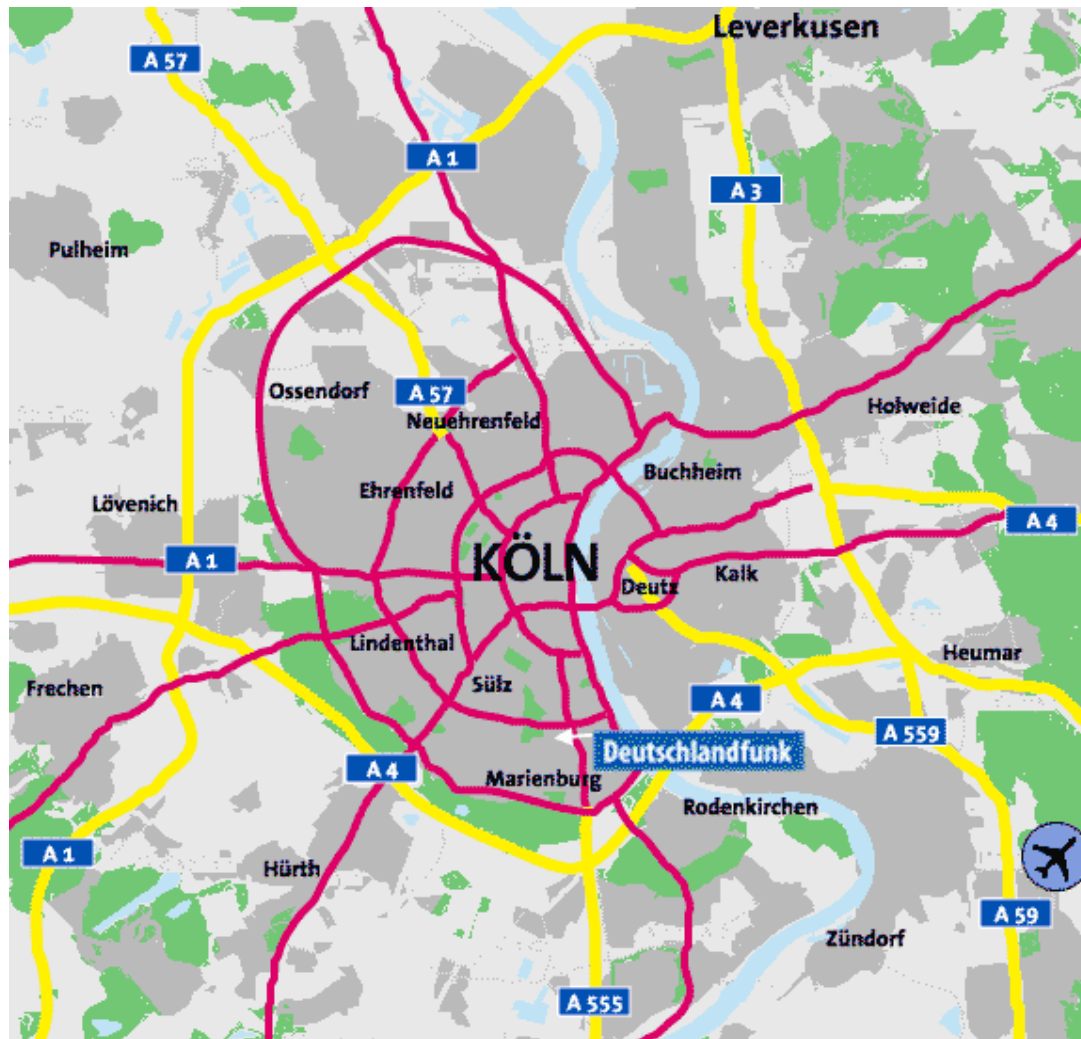 Leverkusen
A 57
A 1
A 3
Pulheim
Ossendorf
A 57
Neuehrenfeld
Holweide
Buchheim
Ehrenfeld
Lövenich
A 4
A 1
KÖLN
Kalk
Deutz
Lindenthal
Heumar
Frechen
Sülz
A 4
A 559
Deutschlandfunk
A 4
Marienburg
Rodenkirchen
A 1
Hürth
A 59
Zündorf
A 555